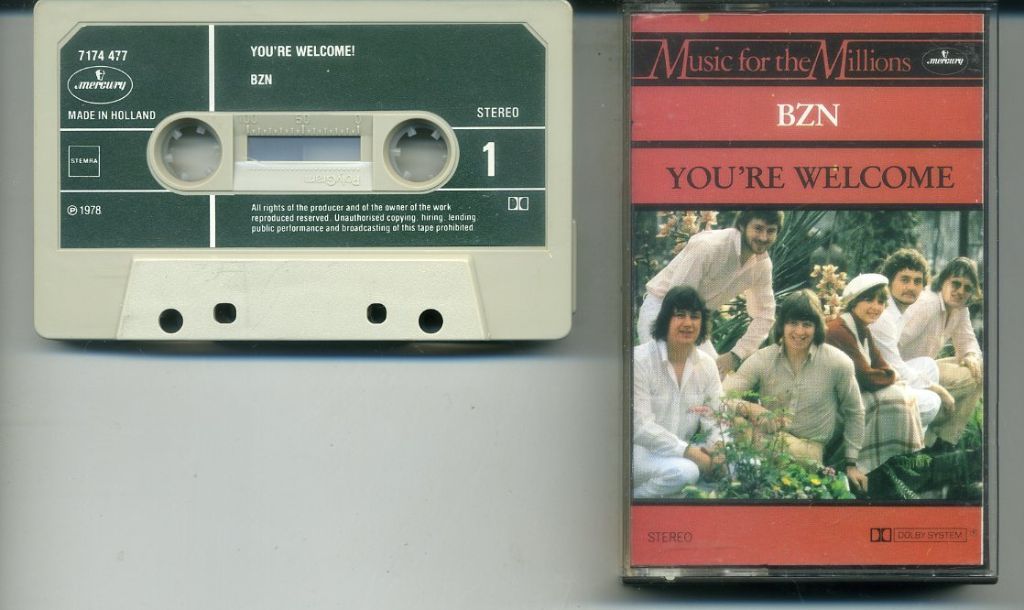 7174 477
mercury
MADE IN HOLLAND
STEMRA
℗ 1978
YOU'RE WELCOME!
BZN
STEREO
1
100 50 0
PolyGram
All rights of the producer and of the owner of the work
reproduced reserved. Unauthorised copying. hiring. lending
public performance and broadcasting of this tape prohibited
Music for the Millions
mercury
BZN
YOU'RE WELCOME
STEREO
DOLBY SYSTEM ®